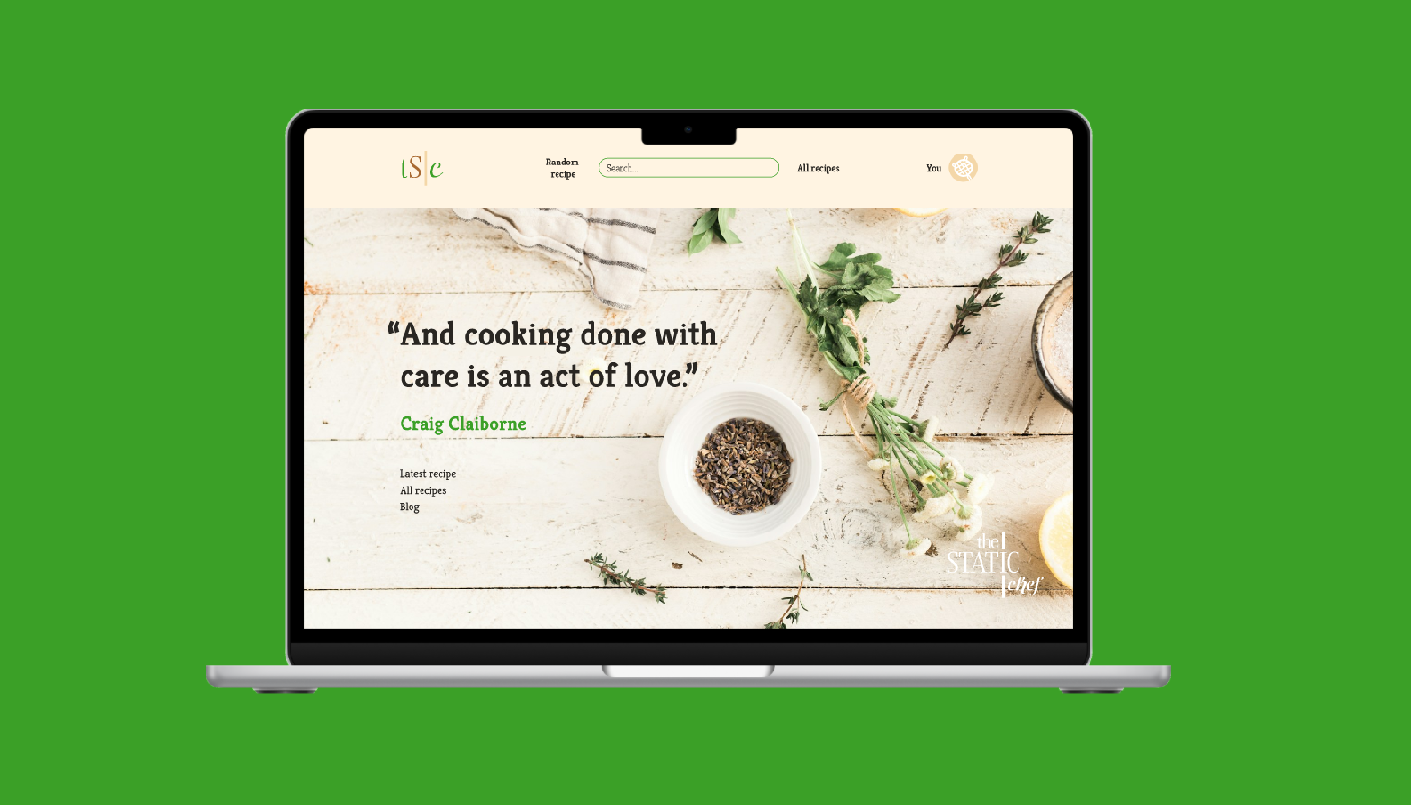 tS|c
Random
recipe
Search...
All recipes
You
“And cooking done with
care is an act of love.”
Craig Claiborne
Latest recipe
All recipes
Blog
the
STATIC
chef